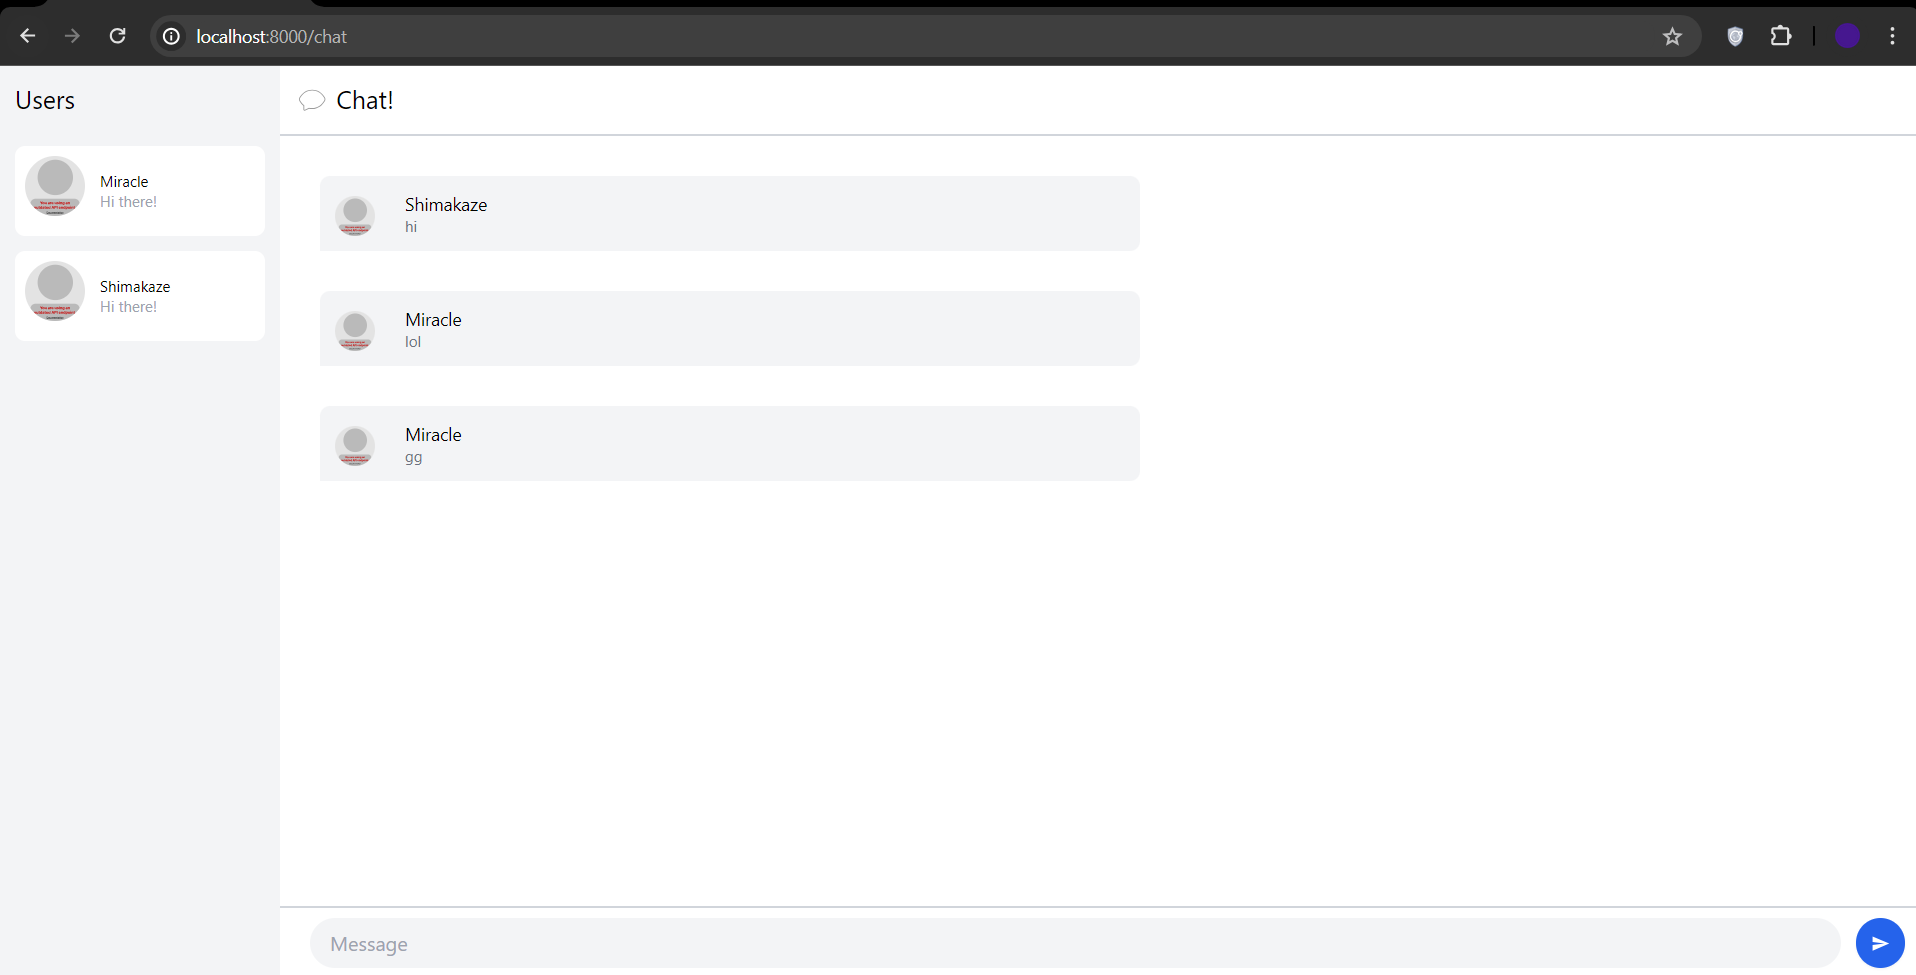 localhost:8000/chat
Users
Chat!
Miracle
Hi there!
Shimakaze
Hi there!
Shimakaze
hi
Miracle
lol
Miracle
gg
Message